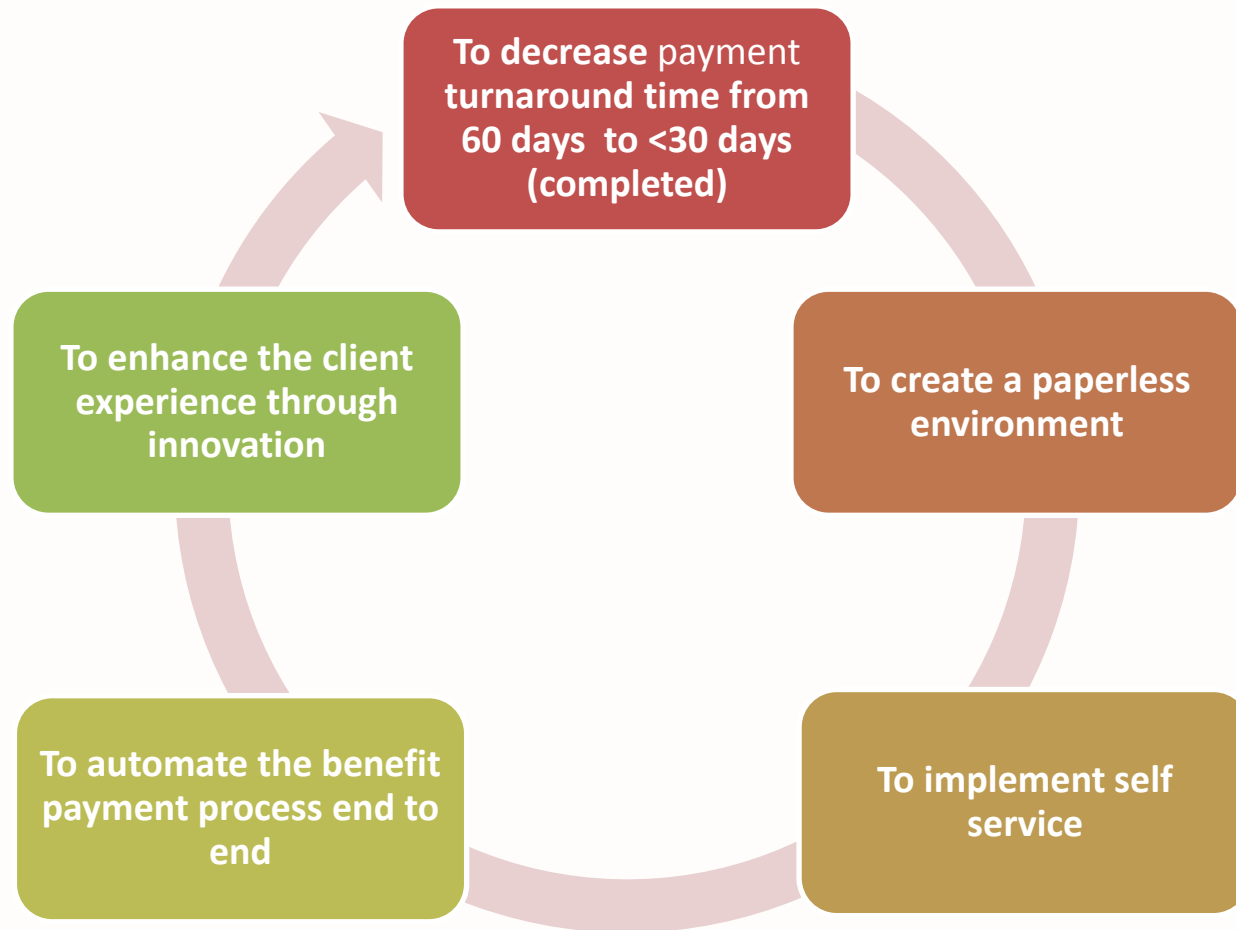 To decrease payment
turnaround time from
60 days  to <30 days
(completed)
To create a paperless
environment
To implement self
service
To automate the benefit
payment process end to
end
To enhance the client
experience through
innovation